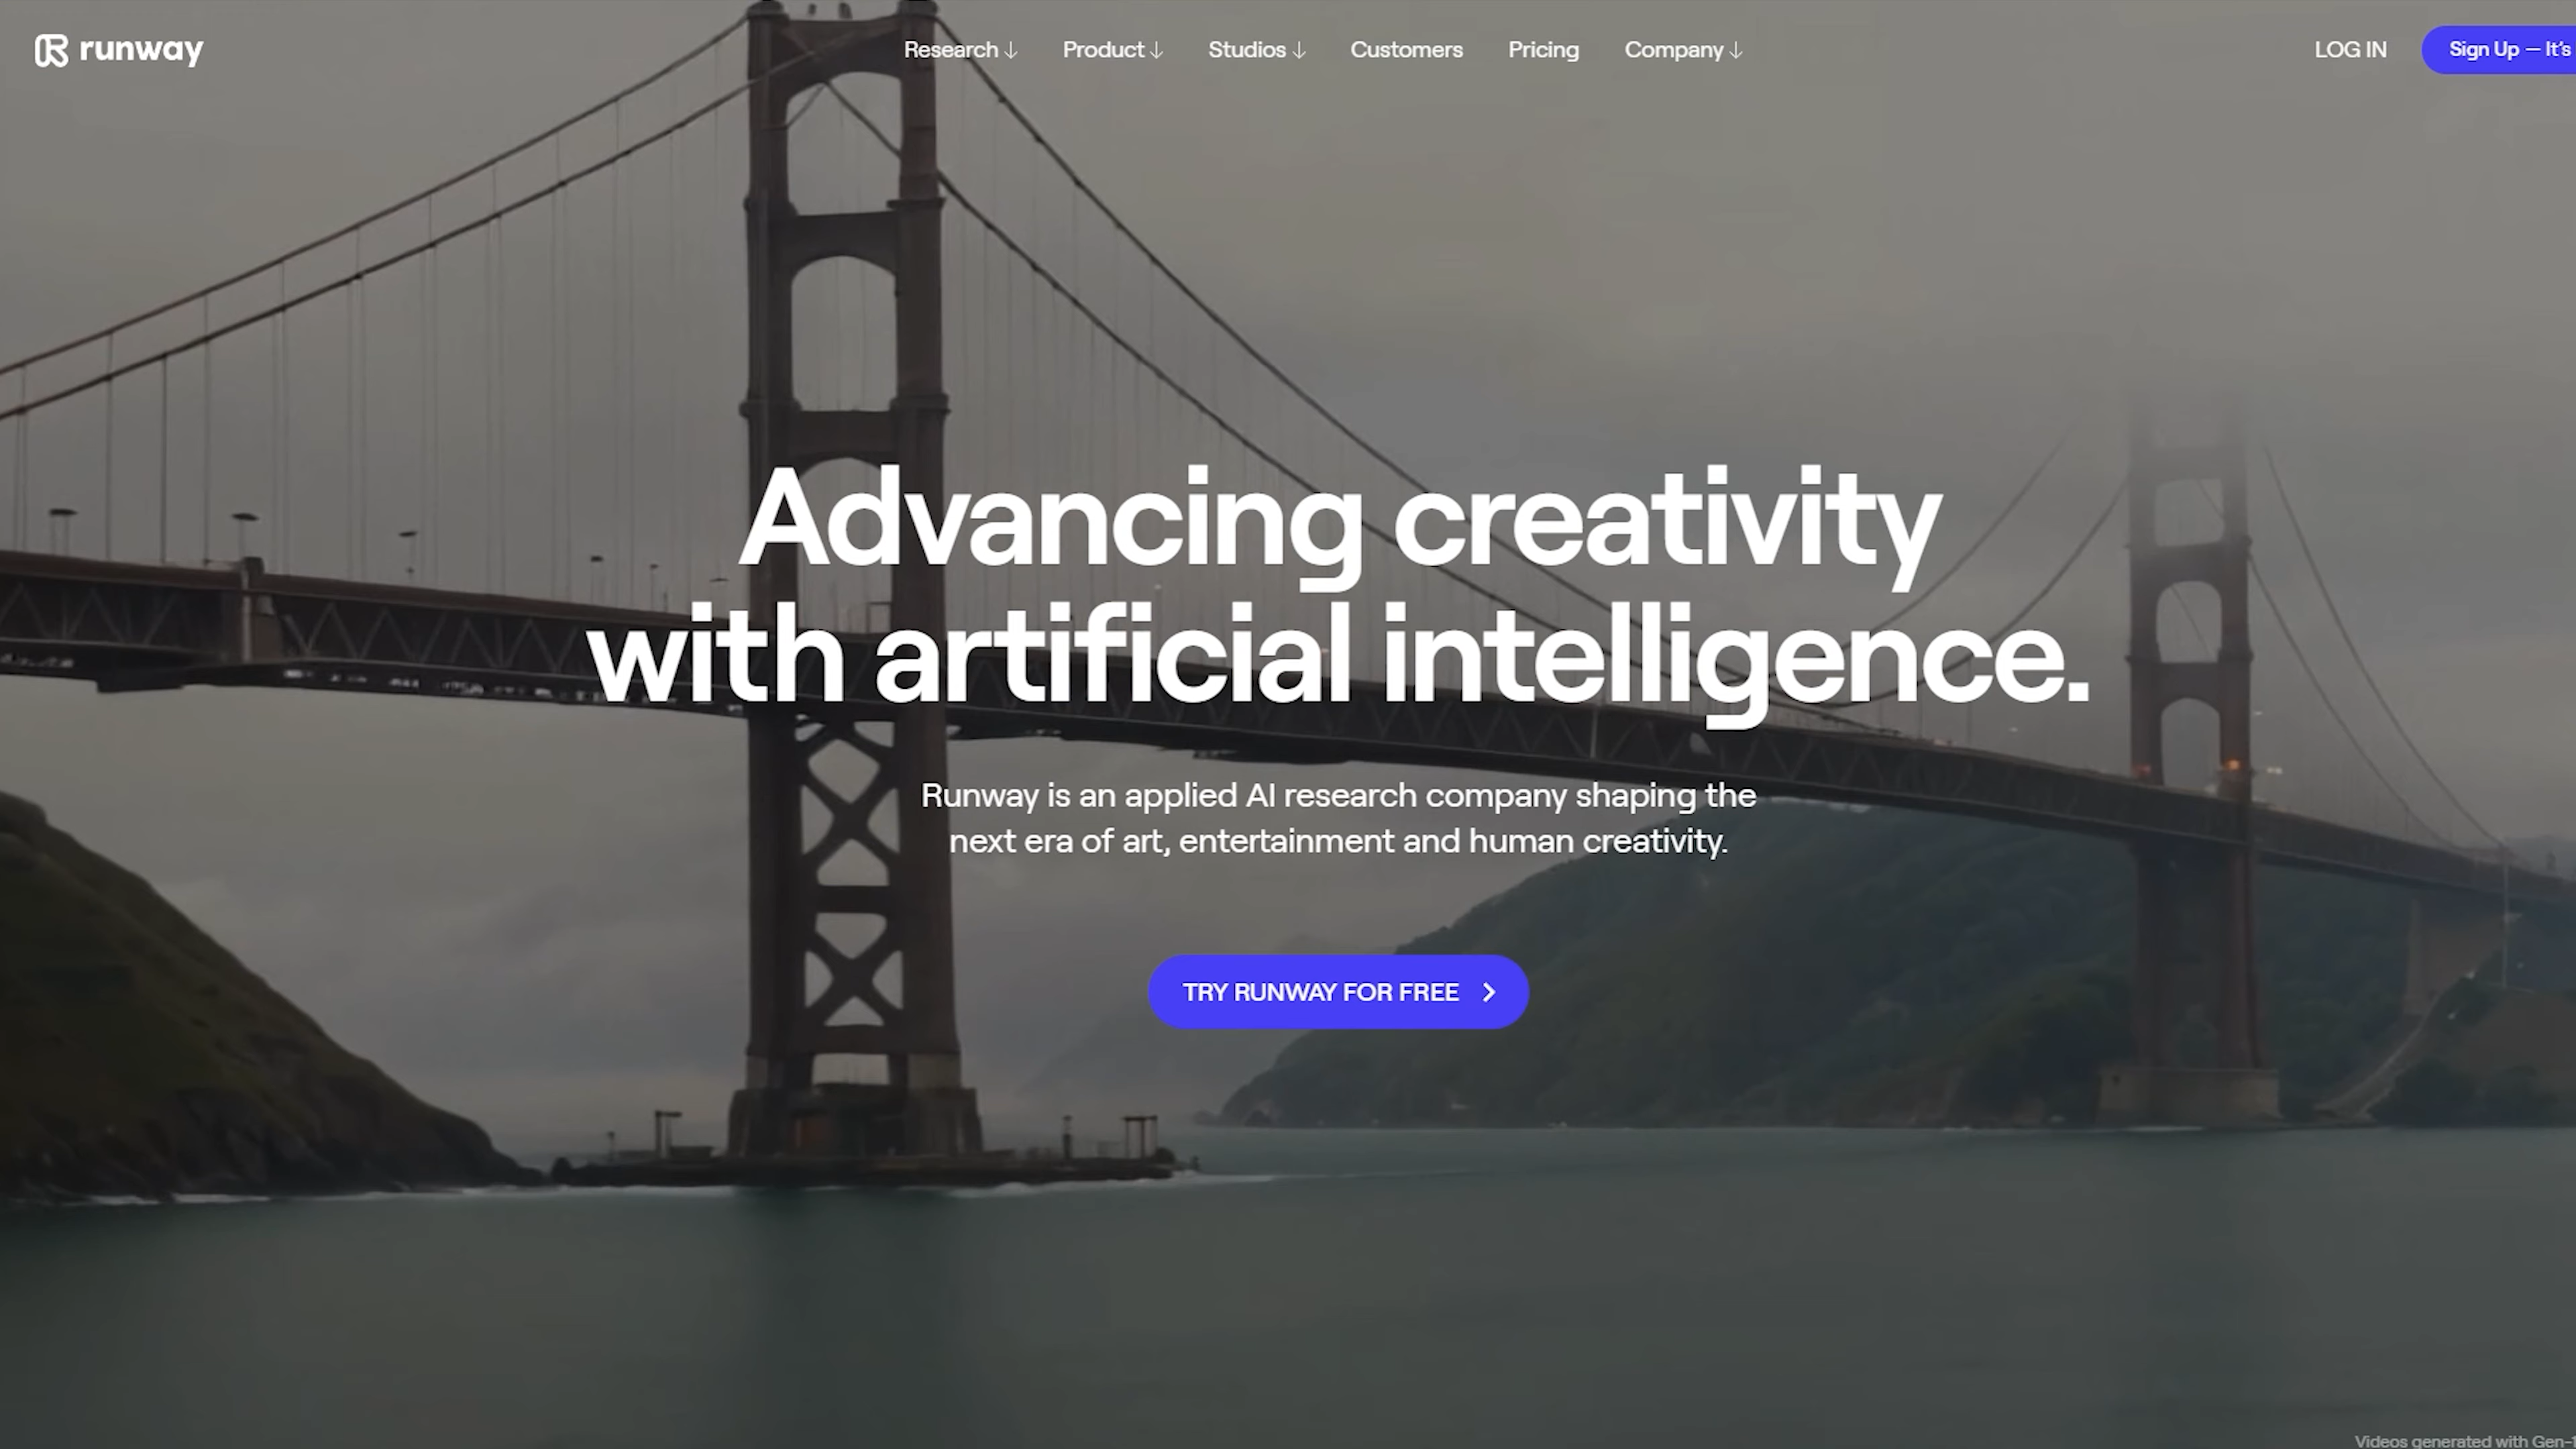 runway
Research ↓ Product ↓ Studios ↓ Customers Pricing Company ↓
LOG IN
Sign Up — It's
Advancing creativity
with artificial intelligence.
Runway is an applied AI research company shaping the
next era of art, entertainment and human creativity.
TRY RUNWAY FOR FREE >
Videos generated with Gen-